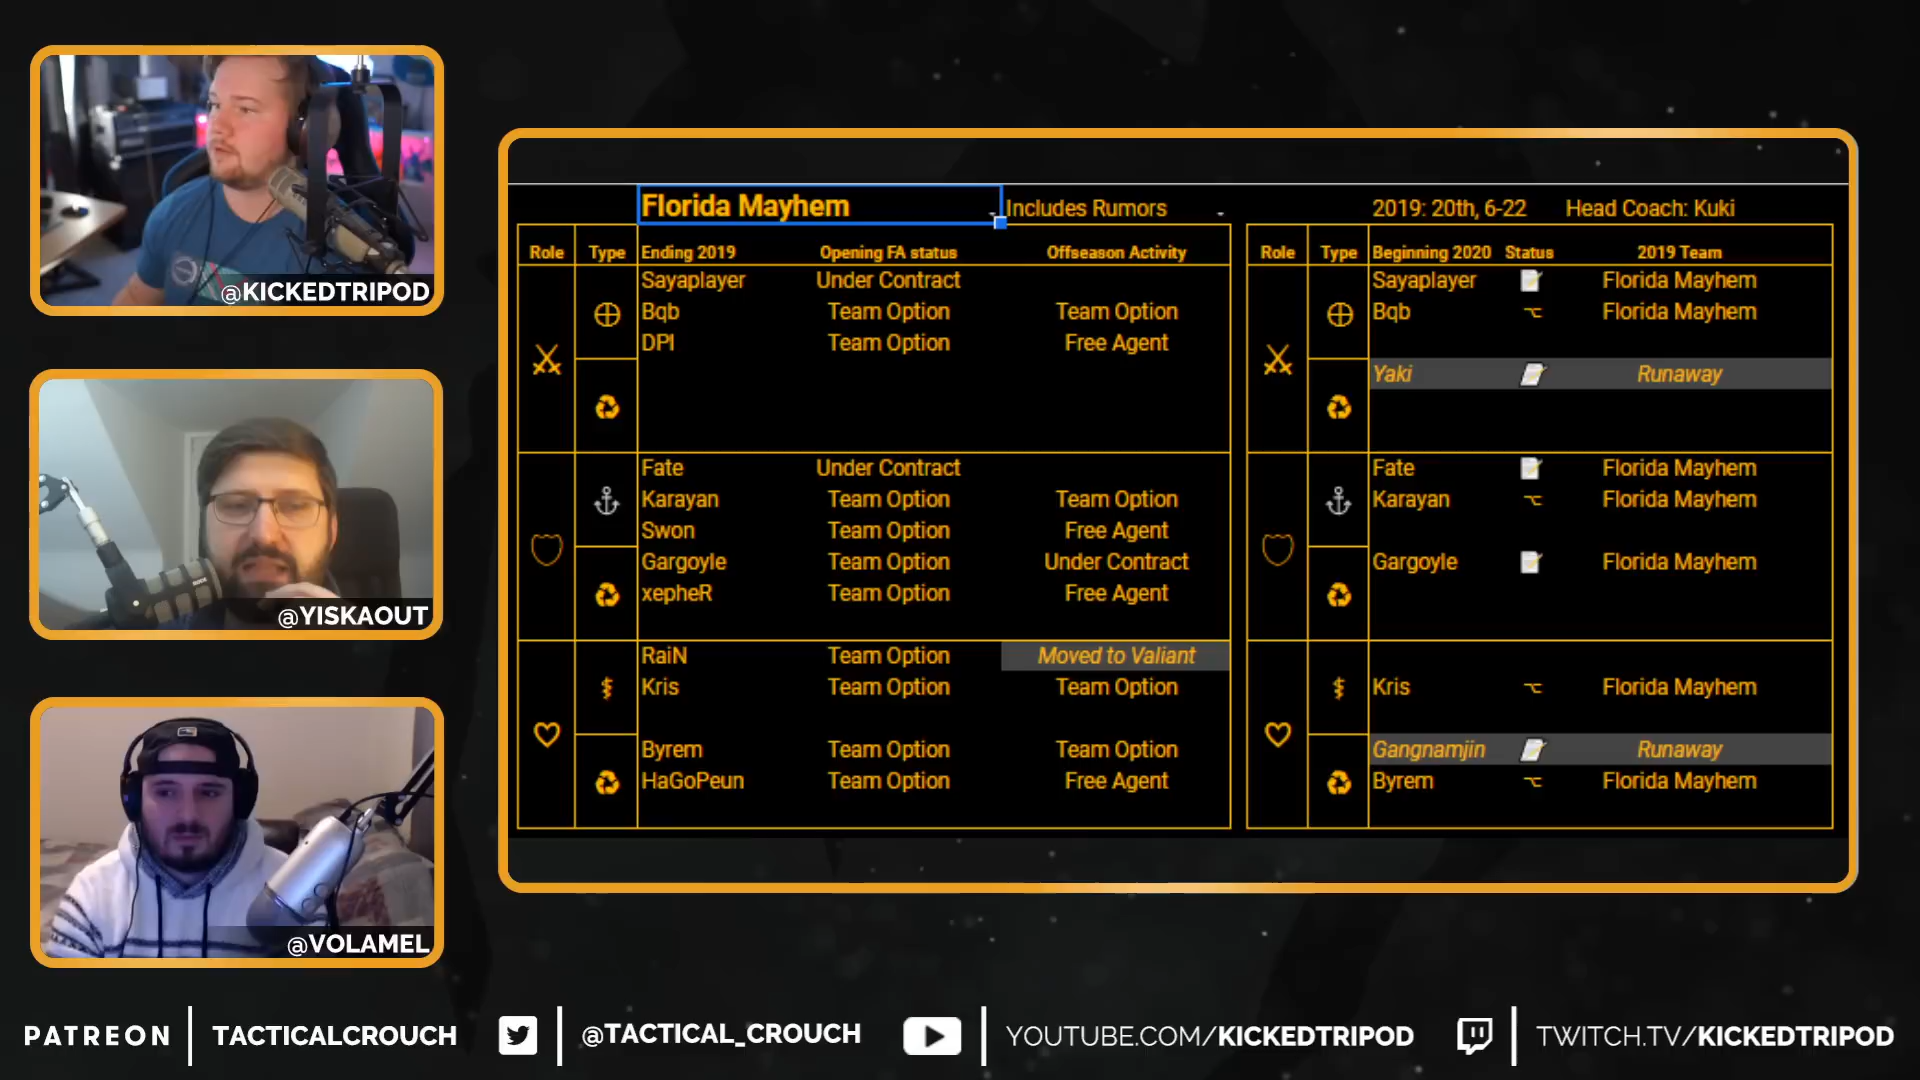 @KICKEDTRIPOD
@YISKAOUT
@VOLAMEL
Florida Mayhem Includes Rumors 2019: 20th, 6-22 Head Coach: Kuki
Role Type Ending 2019 Opening FA status Offseason Activity
Sayaplayer Under Contract
Bqb Team Option Team Option
DPI Team Option Free Agent
Fate Under Contract
Karayan Team Option Team Option
Swon Team Option Free Agent
Gargoyle Team Option Under Contract
xepheR Team Option Free Agent
RaiN Team Option Moved to Valiant
Kris Team Option Team Option
Byrem Team Option Team Option
HaGoPeun Team Option Free Agent
Role Type Beginning 2020 Status 2019 Team
Sayaplayer Florida Mayhem
Bqb Florida Mayhem
Yaki Runaway
Fate Florida Mayhem
Karayan Florida Mayhem
Gargoyle Florida Mayhem
Kris Florida Mayhem
Gangnamjin Runaway
Byrem Florida Mayhem
PATREON TACTICALCROUCH @TACTICAL_CROUCH YOUTUBE.COM/KICKEDTRIPOD TWITCH.TV/KICKEDTRIPOD